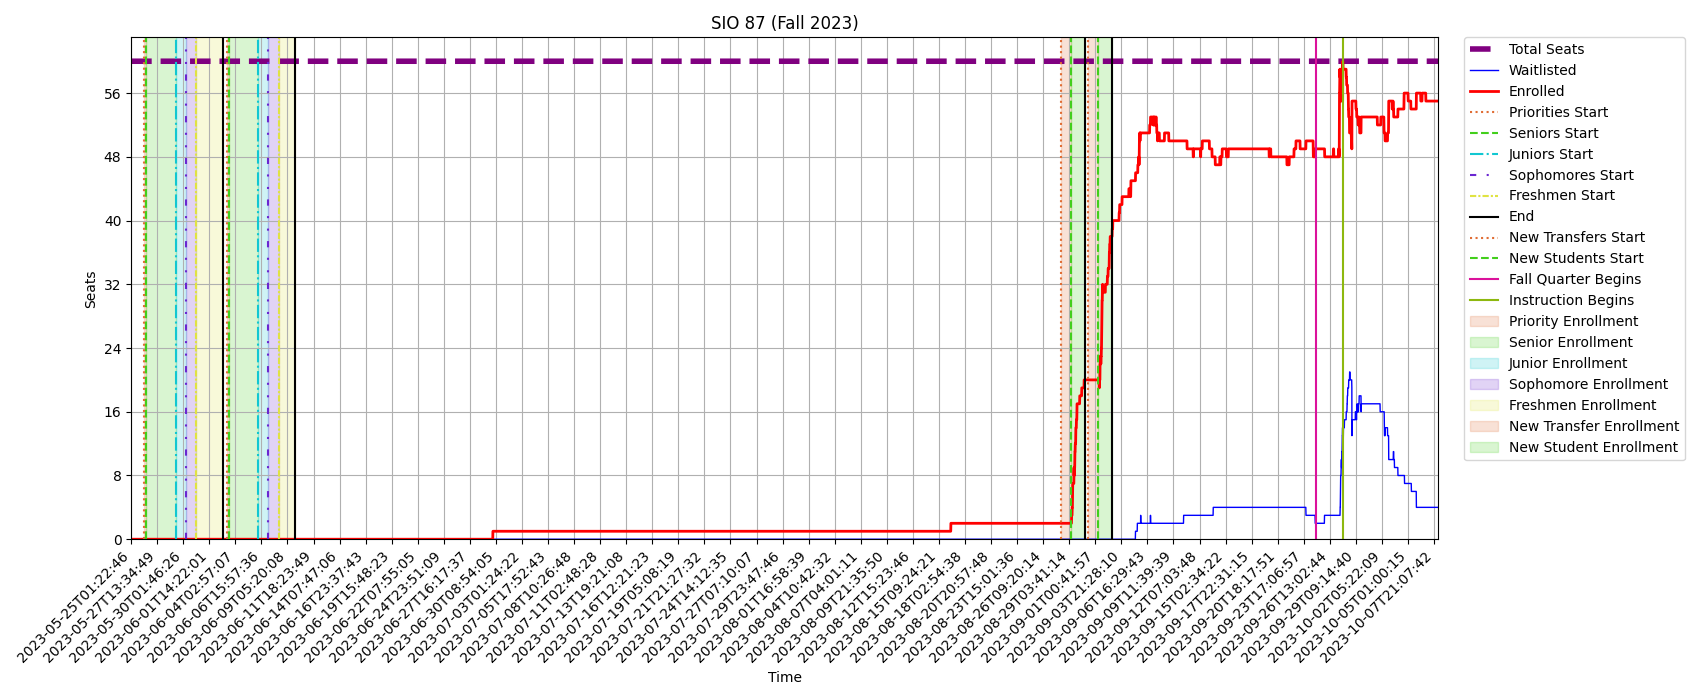 SIO 87 (Fall 2023)
Seats
56
48
40
32
24
16
8
0
2023-05-25T01:22:46
2023-05-27T13:34:49
2023-05-30T01:46:26
2023-06-01T14:22:01
2023-06-04T02:57:07
2023-06-06T15:57:36
2023-06-09T05:20:08
2023-06-11T18:23:49
2023-06-14T07:47:06
2023-06-16T23:37:43
2023-06-19T15:48:23
2023-06-22T07:55:05
2023-06-24T23:51:09
2023-06-27T16:17:37
2023-06-30T08:54:05
2023-07-03T01:24:22
2023-07-05T17:52:43
2023-07-08T10:26:48
2023-07-11T02:48:28
2023-07-13T19:21:08
2023-07-16T12:21:23
2023-07-19T05:08:19
2023-07-21T21:27:32
2023-07-24T14:12:35
2023-07-27T07:10:07
2023-07-29T23:47:46
2023-08-01T16:58:39
2023-08-04T10:42:32
2023-08-07T04:01:11
2023-08-09T21:35:50
2023-08-12T15:23:46
2023-08-15T09:24:21
2023-08-18T02:54:38
2023-08-20T20:57:48
2023-08-23T15:01:36
2023-08-26T09:20:14
2023-08-29T03:41:14
2023-09-01T00:41:57
2023-09-03T21:28:10
2023-09-06T16:29:43
2023-09-09T11:39:39
2023-09-12T07:03:48
2023-09-15T02:34:22
2023-09-17T22:31:15
2023-09-20T18:17:51
2023-09-23T17:06:57
2023-09-26T13:02:44
2023-09-29T09:14:40
2023-10-02T05:22:09
2023-10-05T01:00:15
2023-10-07T21:07:42
Time
Total Seats
Waitlisted
Enrolled
Priorities Start
Seniors Start
Juniors Start
Sophomores Start
Freshmen Start
End
New Transfers Start
New Students Start
Fall Quarter Begins
Instruction Begins
Priority Enrollment
Senior Enrollment
Junior Enrollment
Sophomore Enrollment
Freshmen Enrollment
New Transfer Enrollment
New Student Enrollment